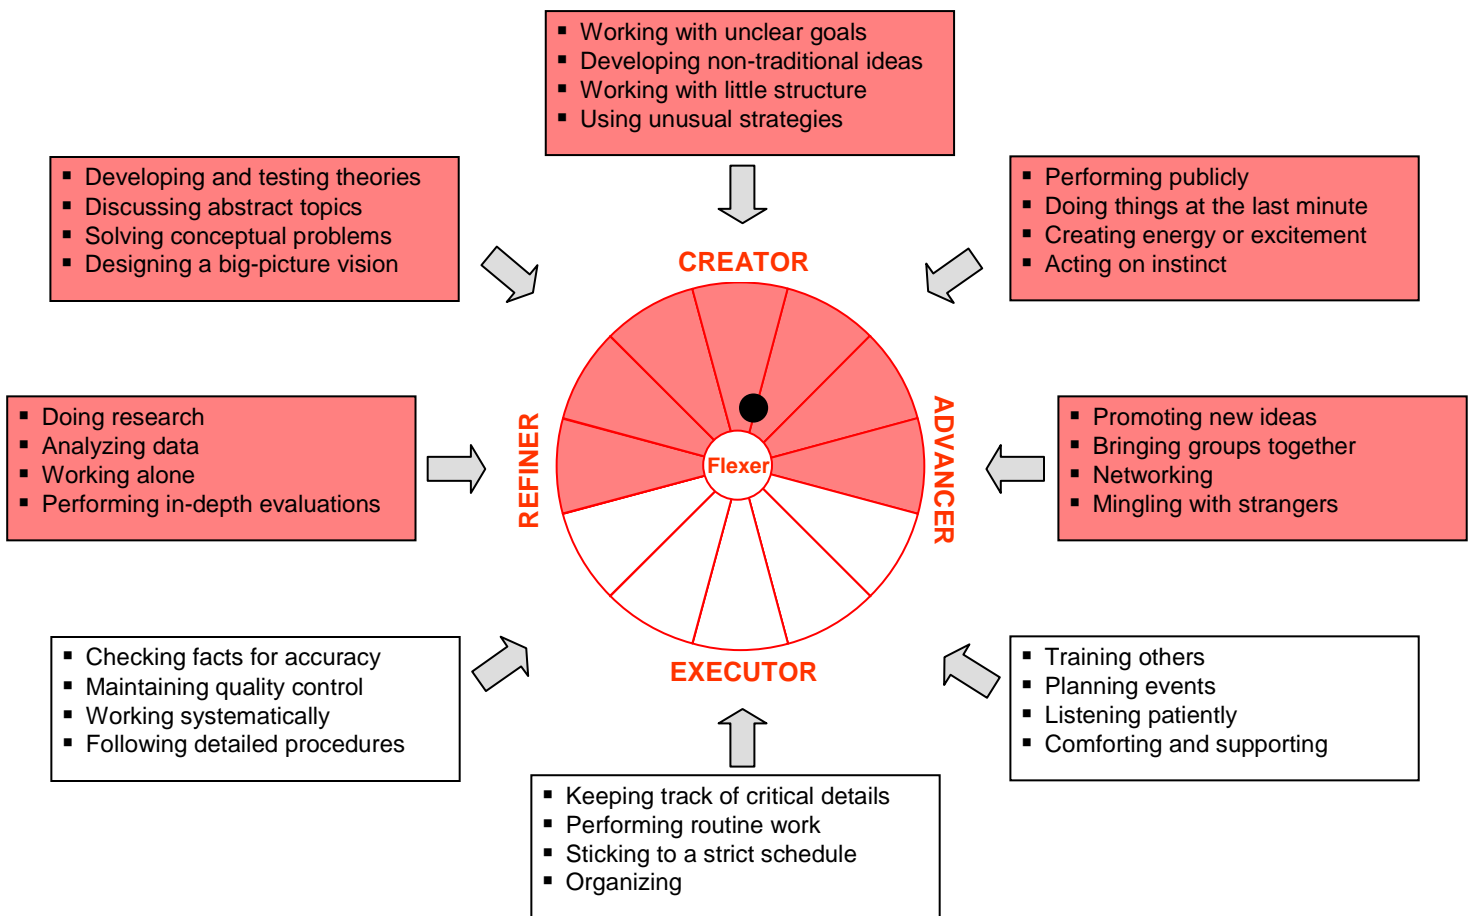 ▪ Working with unclear goals
▪ Developing non-traditional ideas
▪ Working with little structure
▪ Using unusual strategies
▪ Developing and testing theories
▪ Discussing abstract topics
▪ Solving conceptual problems
▪ Designing a big-picture vision
▪ Performing publicly
▪ Doing things at the last minute
▪ Creating energy or excitement
▪ Acting on instinct
CREATOR
▪ Doing research
▪ Analyzing data
▪ Working alone
▪ Performing in-depth evaluations
REFINER
Flexer
ADVANCER
▪ Promoting new ideas
▪ Bringing groups together
▪ Networking
▪ Mingling with strangers
EXECUTOR
▪ Checking facts for accuracy
▪ Maintaining quality control
▪ Working systematically
▪ Following detailed procedures
▪ Training others
▪ Planning events
▪ Listening patiently
▪ Comforting and supporting
▪ Keeping track of critical details
▪ Performing routine work
▪ Sticking to a strict schedule
▪ Organizing